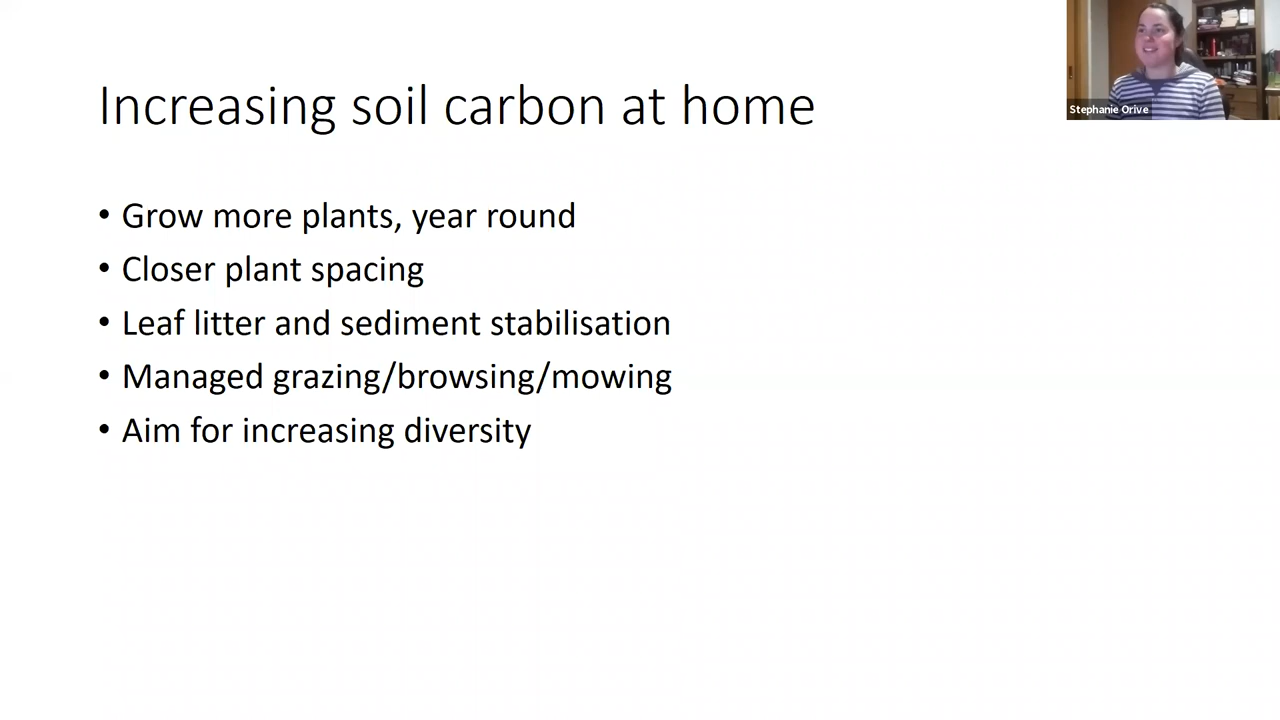 Increasing soil carbon at home
Stephanie Orive
• Grow more plants, year round
• Closer plant spacing
• Leaf litter and sediment stabilisation
• Managed grazing/browsing/mowing
• Aim for increasing diversity